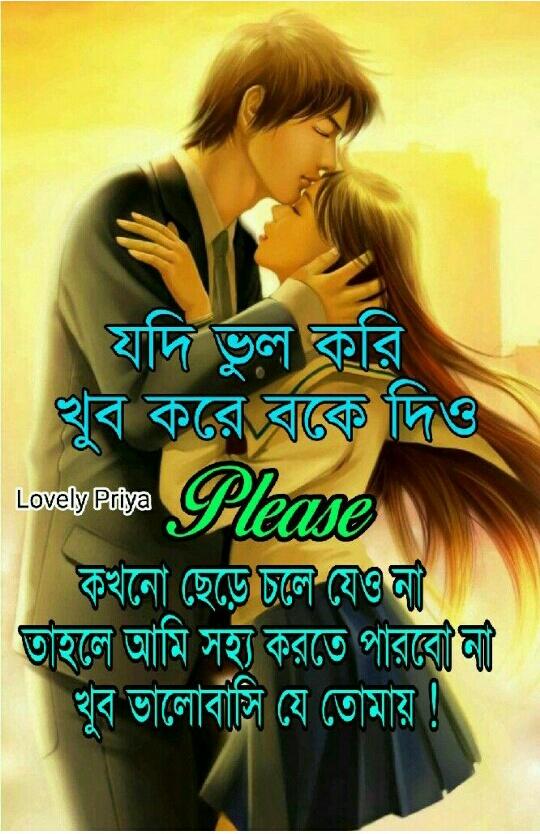 যদি ভুল করি
খুব করে বকে দিও
Lovely Priya
Please
কখনো ছেড়ে চলে যেও না
তাহলে আমি সহ্য করতে পারবো না
খুব ভালোবাসি যে তোমায় !